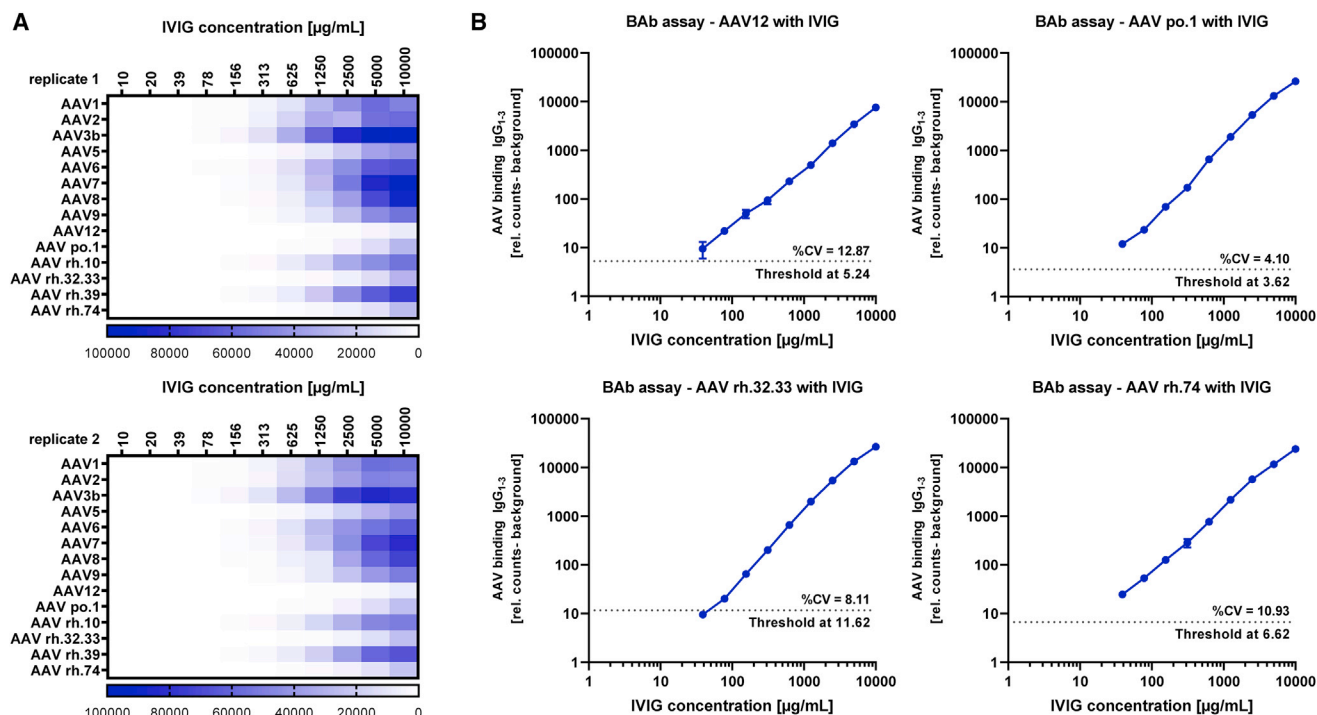 A
IVIG concentration [µg/mL]
replicate 1 10 20 39 78 156 313 625 1250 2500 5000 10000
AAV1
AAV2
AAV3b
AAV5
AAV6
AAV7
AAV8
AAV9
AAV12
AAV po.1
AAV rh.10
AAV rh.32.33
AAV rh.39
AAV rh.74
100000 80000 60000 40000 20000 0
IVIG concentration [µg/mL]
replicate 2 10 20 39 78 156 313 625 1250 2500 5000 10000
AAV1
AAV2
AAV3b
AAV5
AAV6
AAV7
AAV8
AAV9
AAV12
AAV po.1
AAV rh.10
AAV rh.32.33
AAV rh.39
AAV rh.74
100000 80000 60000 40000 20000 0
B
BAb assay - AAV12 with IVIG
AAV binding IgG1-3
[rel. counts- background]
100000
10000
1000
100
10
1
%CV = 12.87
Threshold at 5.24
1 10 100 1000 10000
IVIG concentration [µg/mL]
BAb assay - AAV po.1 with IVIG
AAV binding IgG1-3
[rel. counts- background]
100000
10000
1000
100
10
1
%CV = 4.10
Threshold at 3.62
1 10 100 1000 10000
IVIG concentration [µg/mL]
BAb assay - AAV rh.32.33 with IVIG
AAV binding IgG1-3
[rel. counts- background]
100000
10000
1000
100
10
1
%CV = 8.11
Threshold at 11.62
1 10 100 1000 10000
IVIG concentration [µg/mL]
BAb assay - AAV rh.74 with IVIG
AAV binding IgG1-3
[rel. counts- background]
100000
10000
1000
100
10
1
%CV = 10.93
Threshold at 6.62
1 10 100 1000 10000
IVIG concentration [µg/mL]